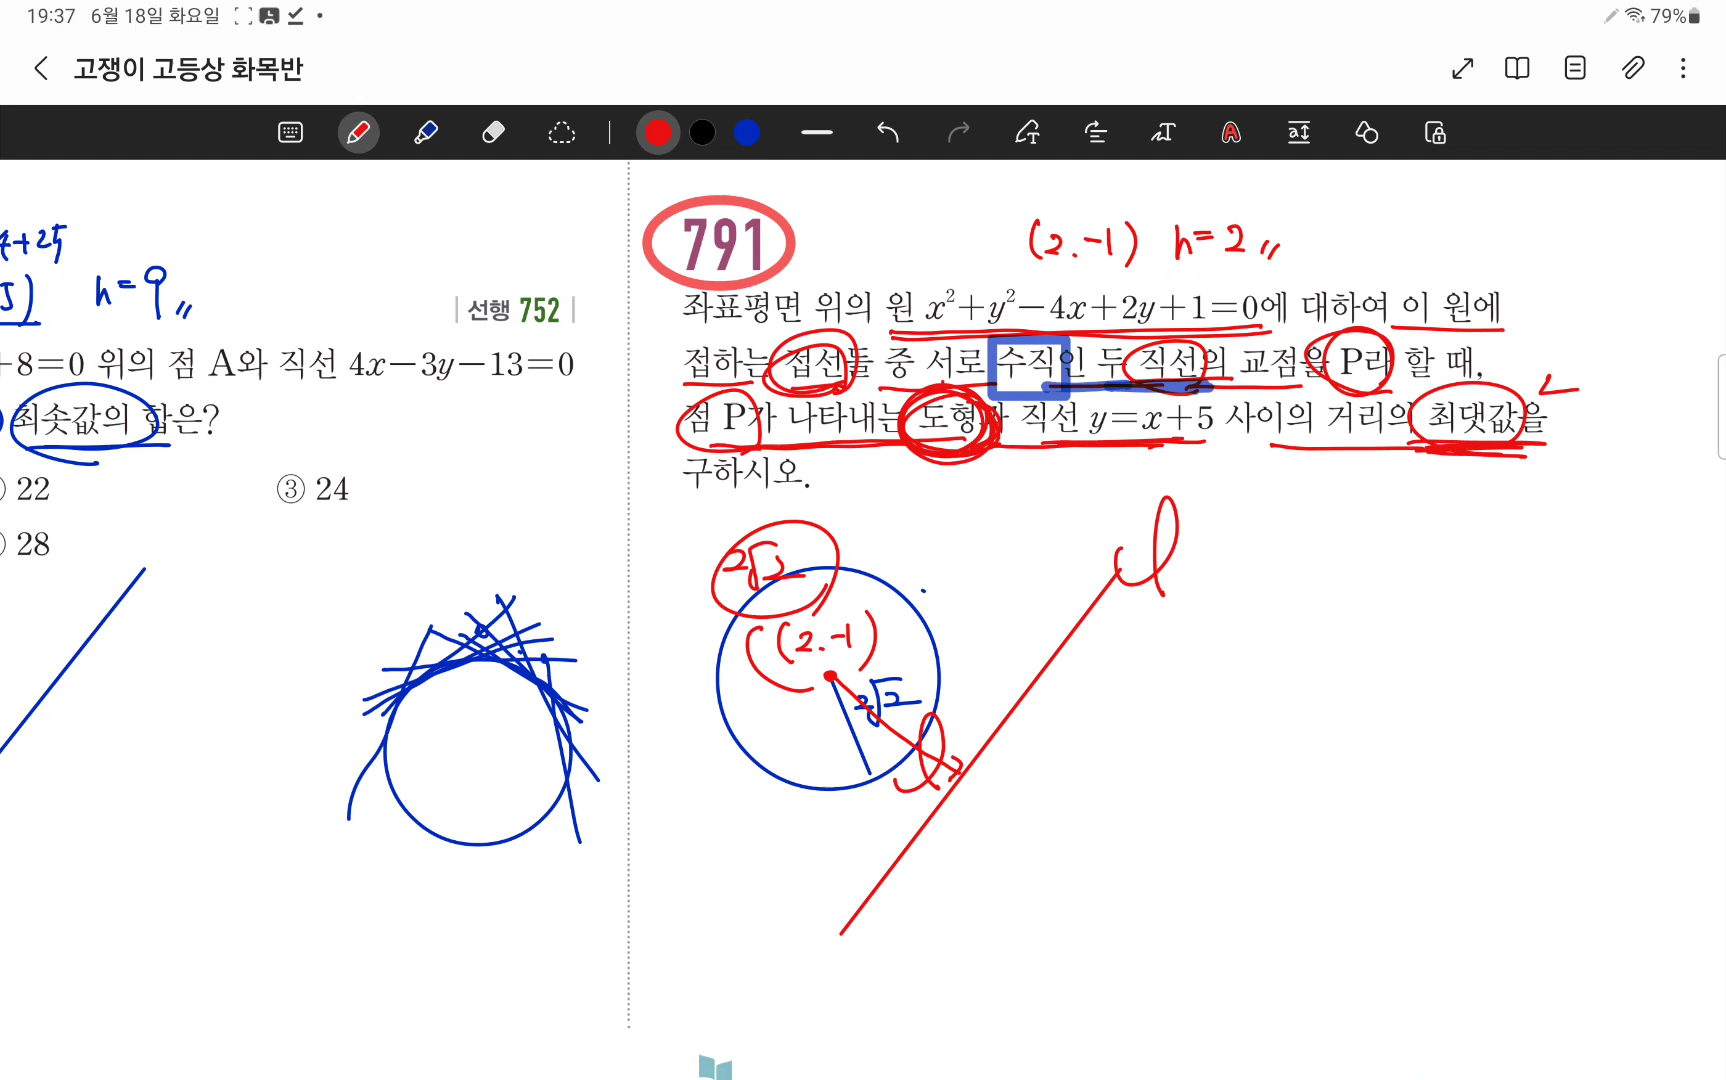 19:37 6월 18일 화요일
79%
고쟁이 고등상 화목반
+25
h=9
선행 752
+8=0 위의 점 A와 직선 4x-3y-13=0
최솟값의 합은?
22
③ 24
28
791
(2.-1) h=2
좌표평면 위의 원 x²+y²-4x+2y+1=0에 대하여 이 원에
접하는 접선들 중 서로 수직인 두 직선의 교점을 P라 할 때,
점 P가 나타내는 도형과 직선 y=x+5 사이의 거리의 최댓값을
구하시오.
2√2
(2.-1)
2√2